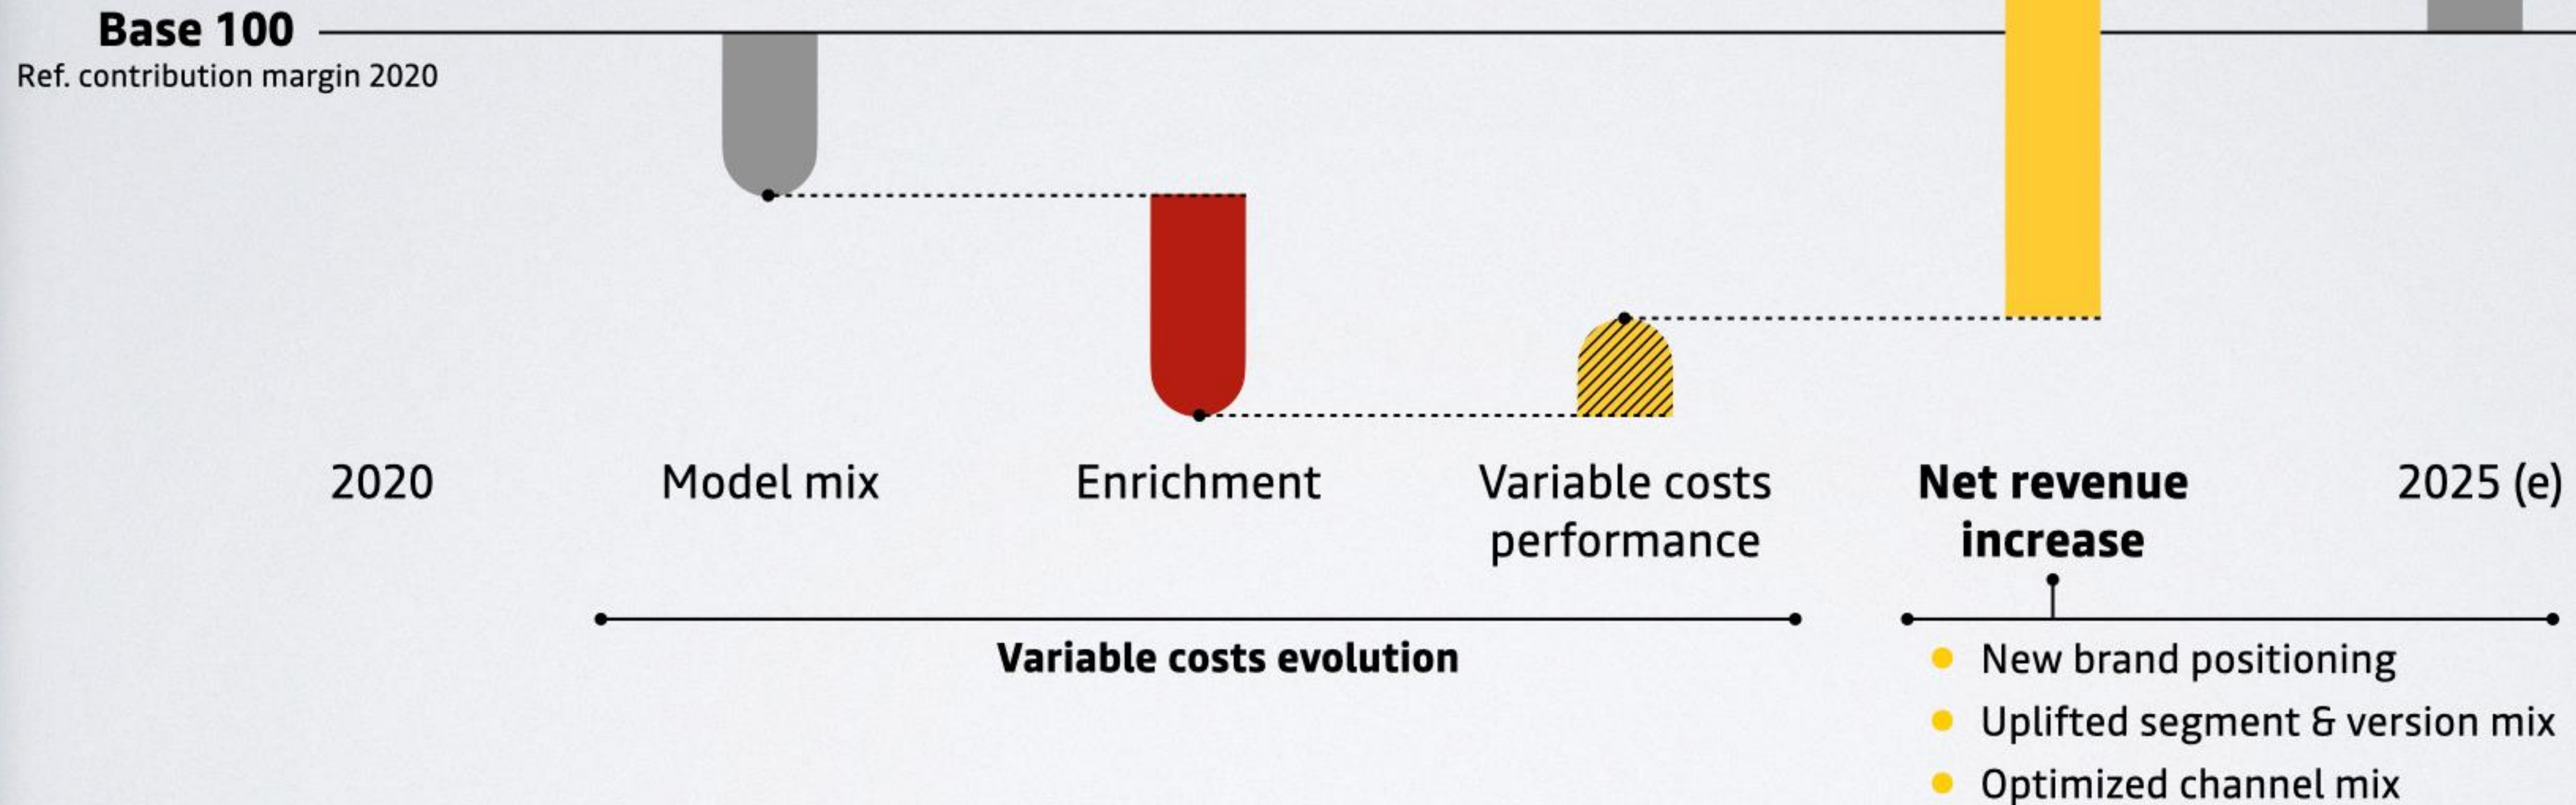 Base 100
Ref. contribution margin 2020
2020
Model mix
Enrichment
Variable costs
performance
Net revenue
increase
2025 (e)
Variable costs evolution
New brand positioning
Uplifted segment & version mix
Optimized channel mix